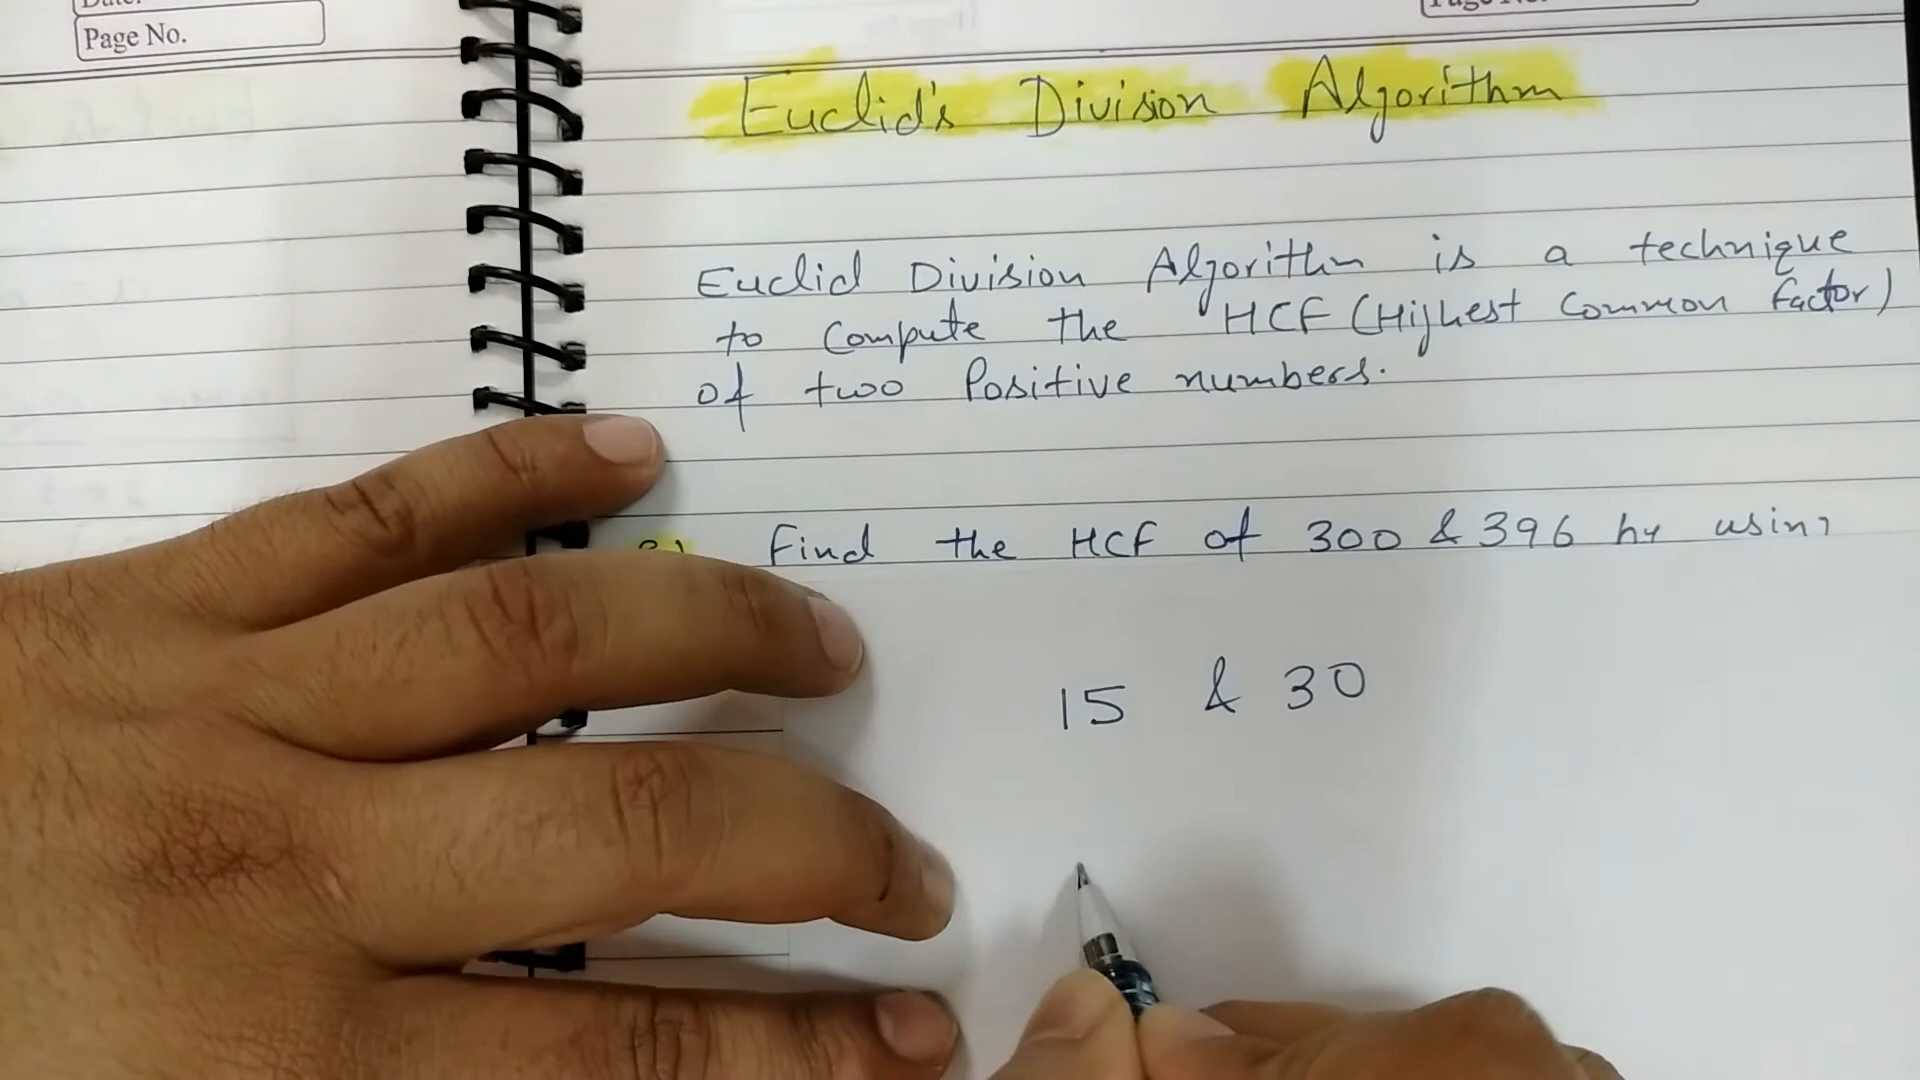 Page No.
Euclid's Division Algorithm
Euclid Division Algorithm is a technique
to Compute the HCF (Highest Common Factor)
of two Positive numbers.
Find the HCF of 300 & 396 by using
15 & 30